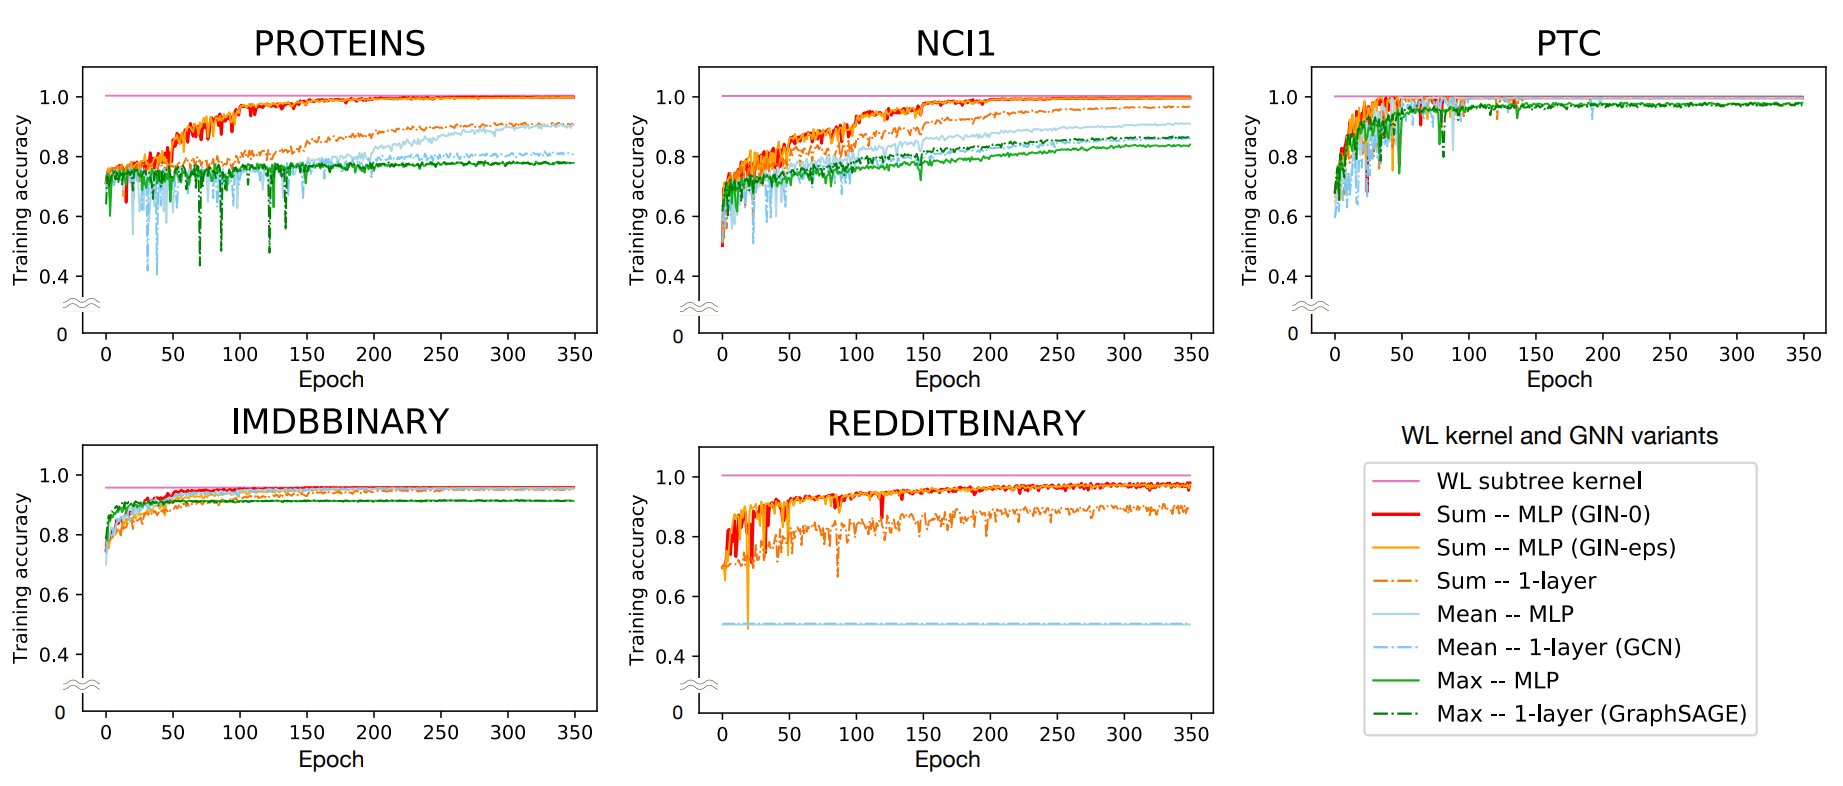 PROTEINS
Training accuracy
1.0
0.8
0.6
0.4
0
0 50 100 150 200 250 300 350
Epoch
NCI1
Training accuracy
1.0
0.8
0.6
0.4
0
0 50 100 150 200 250 300 350
Epoch
PTC
Training accuracy
1.0
0.8
0.6
0.4
0
0 50 100 150 200 250 300 350
Epoch
IMDBBINARY
Training accuracy
1.0
0.8
0.6
0.4
0
0 50 100 150 200 250 300 350
Epoch
REDDITBINARY
Training accuracy
1.0
0.8
0.6
0.4
0
0 50 100 150 200 250 300 350
Epoch
WL kernel and GNN variants
WL subtree kernel
Sum -- MLP (GIN-0)
Sum -- MLP (GIN-eps)
Sum -- 1-layer
Mean -- MLP
Mean -- 1-layer (GCN)
Max -- MLP
Max -- 1-layer (GraphSAGE)